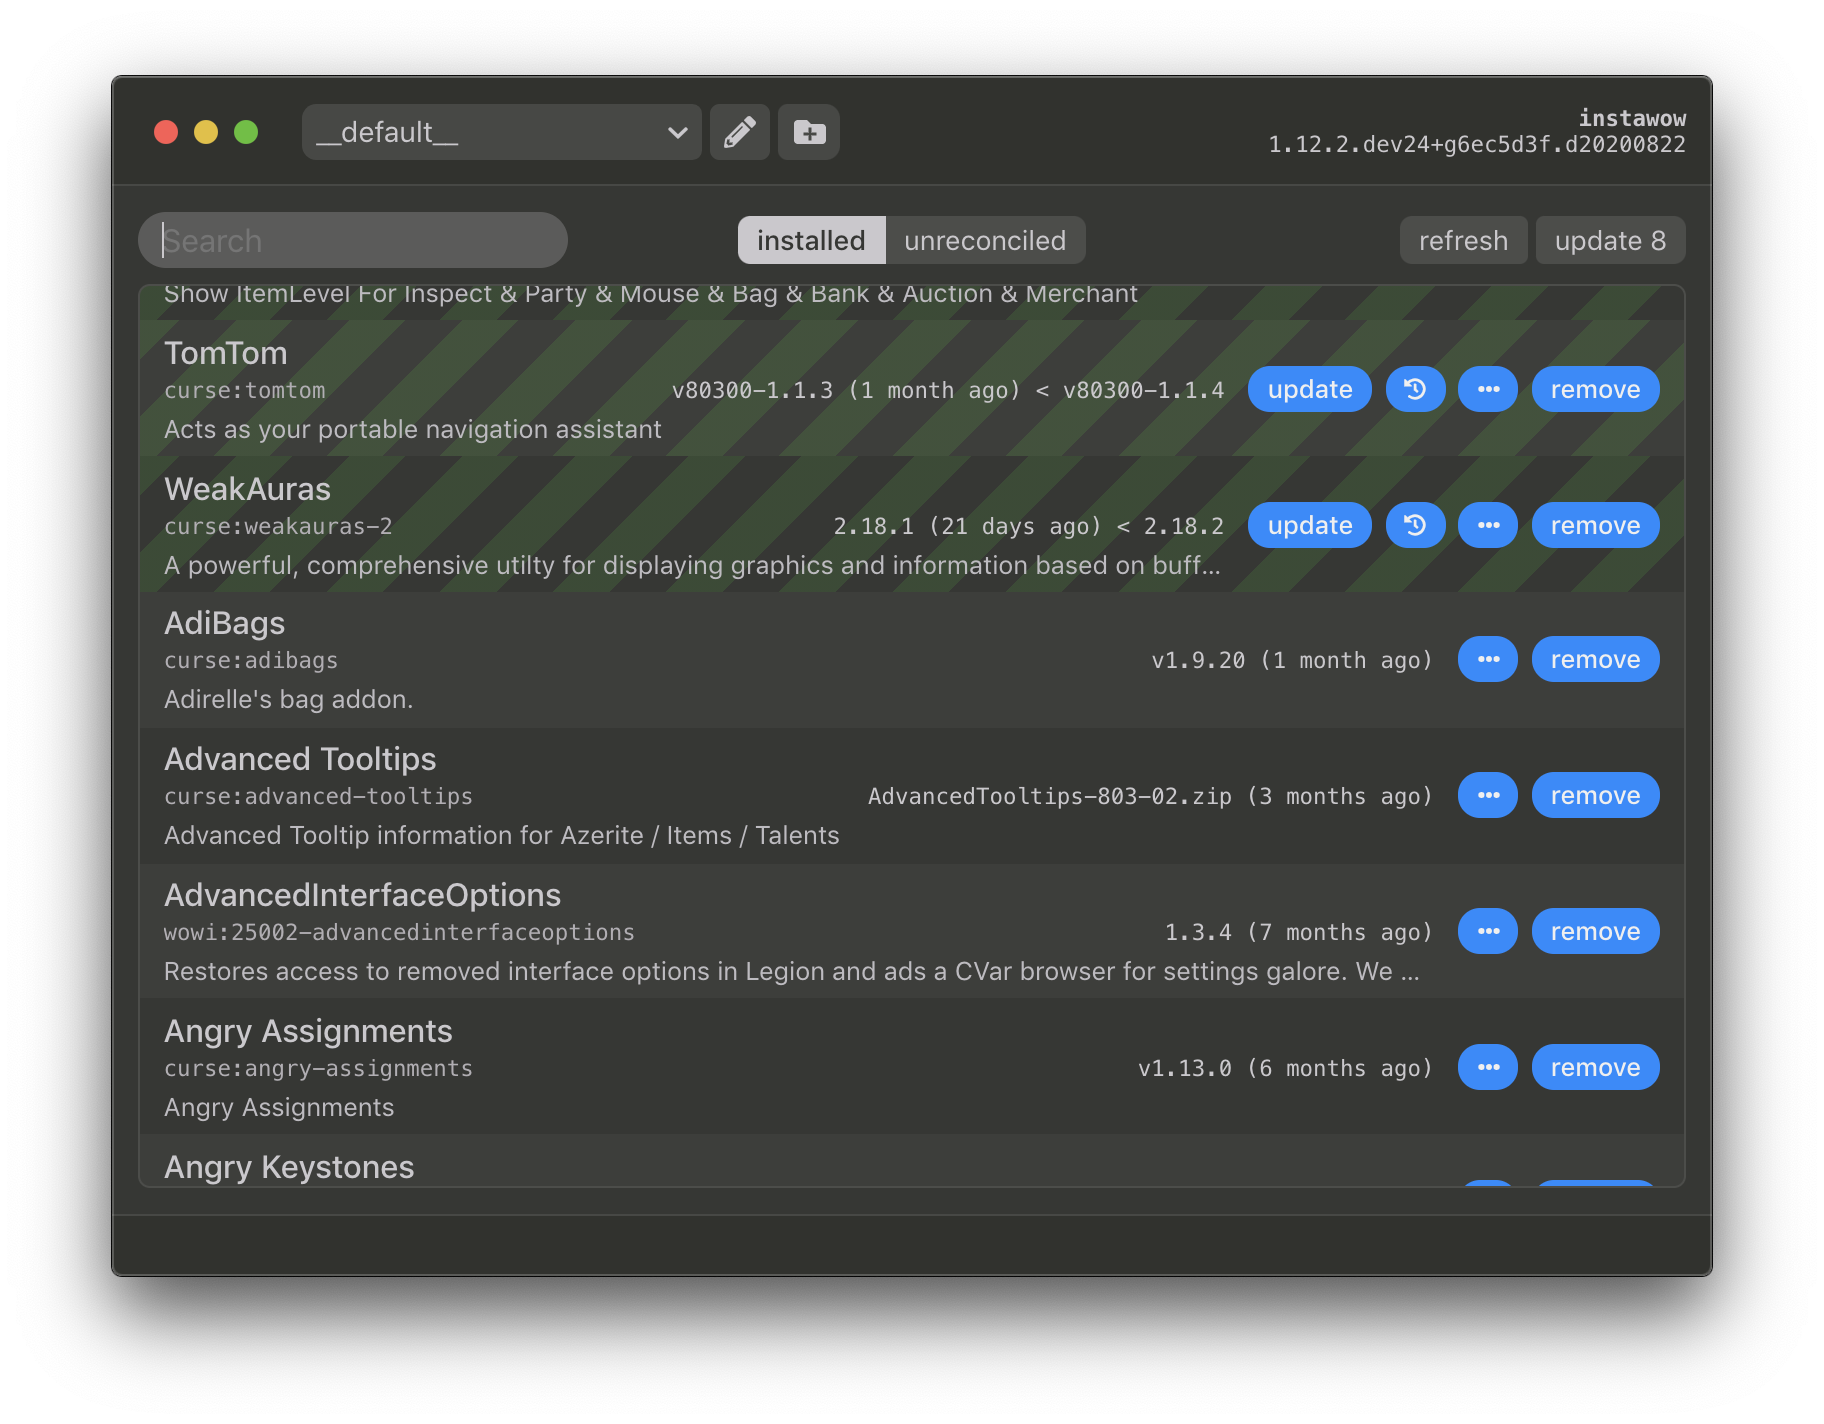 __default__
instawow
1.12.2.dev24+g6ec5d3f.d20200822
Search
installed unreconciled
refresh update 8
Show ItemLevel For Inspect & Party & Mouse & Bag & Bank & Auction & Merchant
TomTom
curse:tomtom v80300-1.1.3 (1 month ago) < v80300-1.1.4 update ••• remove
Acts as your portable navigation assistant
WeakAuras
curse:weakauras-2 2.18.1 (21 days ago) < 2.18.2 update ••• remove
A powerful, comprehensive utilty for displaying graphics and information based on buff...
AdiBags
curse:adibags v1.9.20 (1 month ago) ••• remove
Adirelle's bag addon.
Advanced Tooltips
curse:advanced-tooltips AdvancedTooltips-803-02.zip (3 months ago) ••• remove
Advanced Tooltip information for Azerite / Items / Talents
AdvancedInterfaceOptions
wowi:25002-advancedinterfaceoptions 1.3.4 (7 months ago) ••• remove
Restores access to removed interface options in Legion and ads a CVar browser for settings galore. We ...
Angry Assignments
curse:angry-assignments v1.13.0 (6 months ago) ••• remove
Angry Assignments
Angry Keystones